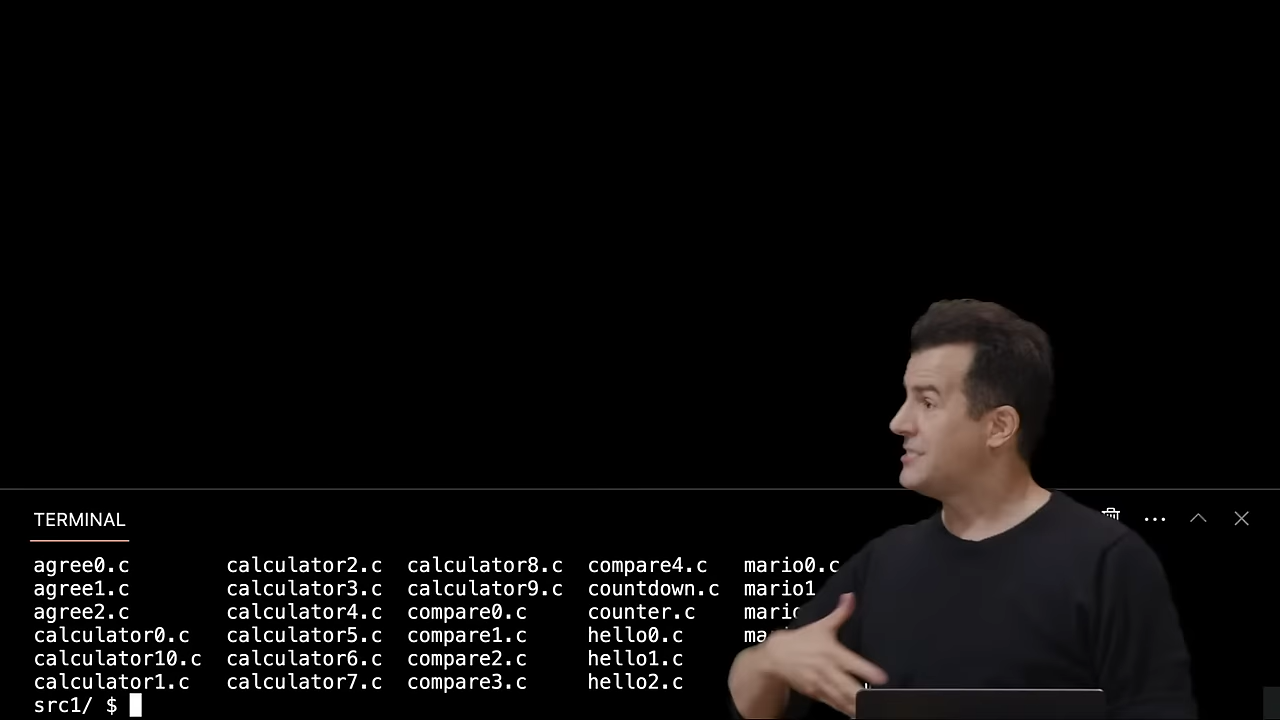 TERMINAL
agree0.c calculator2.c calculator8.c compare4.c mario0.c
agree1.c calculator3.c calculator9.c countdown.c mario1
agree2.c calculator4.c compare0.c counter.c
calculator0.c calculator5.c compare1.c hello0.c
calculator10.c calculator6.c compare2.c hello1.c
calculator1.c calculator7.c compare3.c hello2.c
src1/ $